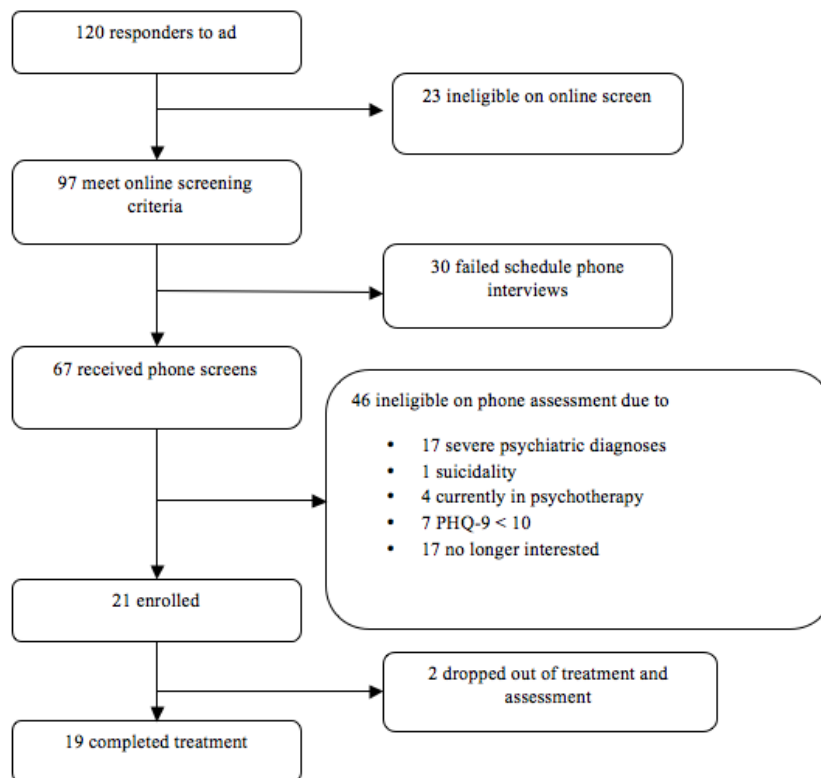 120 responders to ad
23 ineligible on online screen
97 meet online screening
criteria
30 failed schedule phone
interviews
67 received phone screens
46 ineligible on phone assessment due to
• 17 severe psychiatric diagnoses
• 1 suicidality
• 4 currently in psychotherapy
• 7 PHQ-9 < 10
• 17 no longer interested
21 enrolled
2 dropped out of treatment and
assessment
19 completed treatment